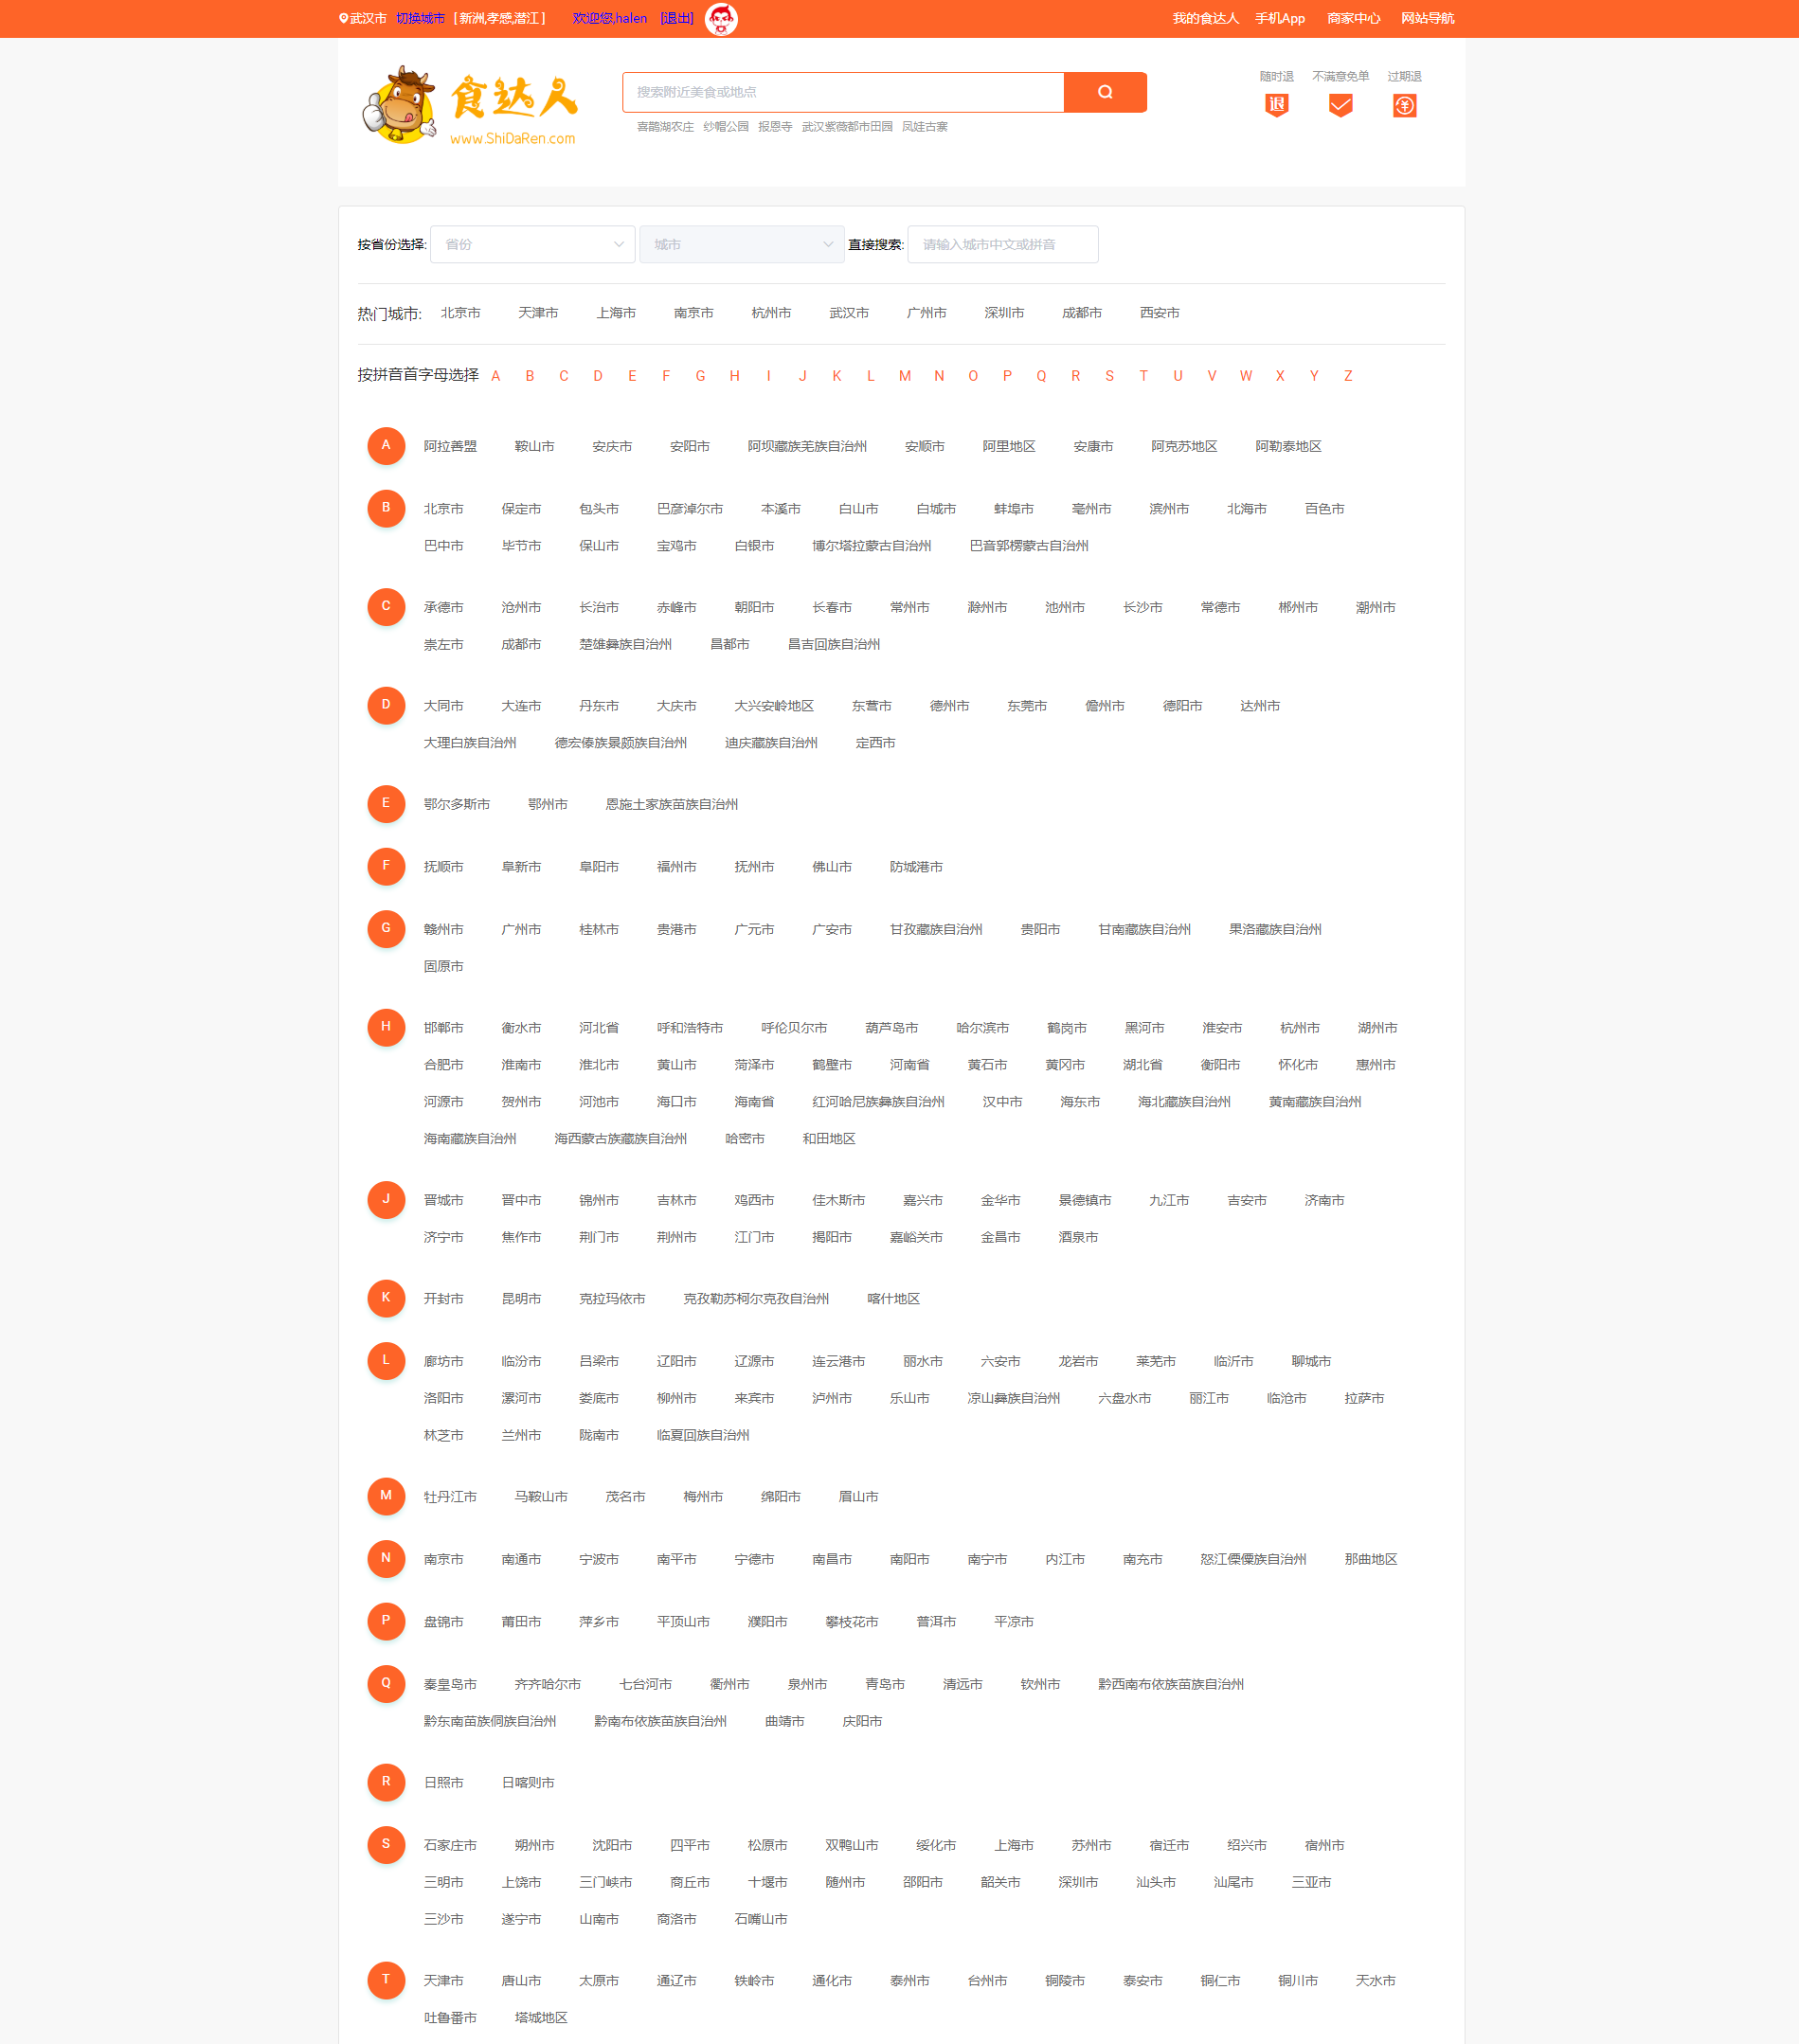 武汉市 切换城市 [ 新洲,孝感,潜江 ] 欢迎您,halen [退出] 我的食达人 手机App 商家中心 网站导航
食达人
www.ShiDaRen.com
搜索附近美食或地点
喜鹊湖农庄 纱帽公园 报恩寺 武汉紫薇都市田园 凤娃古寨
随时退 不满意免单 过期退
退
按省份选择: 省份 城市 直接搜索: 请输入城市中文或拼音
热门城市: 北京市 天津市 上海市 南京市 杭州市 武汉市 广州市 深圳市 成都市 西安市
按拼音首字母选择 A B C D E F G H I J K L M N O P Q R S T U V W X Y Z
A 阿拉善盟 鞍山市 安庆市 安阳市 阿坝藏族羌族自治州 安顺市 阿里地区 安康市 阿克苏地区 阿勒泰地区
B 北京市 保定市 包头市 巴彦淖尔市 本溪市 白山市 白城市 蚌埠市 亳州市 滨州市 北海市 百色市
巴中市 毕节市 保山市 宝鸡市 白银市 博尔塔拉蒙古自治州 巴音郭楞蒙古自治州
C 承德市 沧州市 长治市 赤峰市 朝阳市 长春市 常州市 滁州市 池州市 长沙市 常德市 郴州市 潮州市
崇左市 成都市 楚雄彝族自治州 昌都市 昌吉回族自治州
D 大同市 大连市 丹东市 大庆市 大兴安岭地区 东营市 德州市 东莞市 儋州市 德阳市 达州市
大理白族自治州 德宏傣族景颇族自治州 迪庆藏族自治州 定西市
E 鄂尔多斯市 鄂州市 恩施土家族苗族自治州
F 抚顺市 阜新市 阜阳市 福州市 抚州市 佛山市 防城港市
G 赣州市 广州市 桂林市 贵港市 广元市 广安市 甘孜藏族自治州 贵阳市 甘南藏族自治州 果洛藏族自治州
固原市
H 邯郸市 衡水市 河北省 呼和浩特市 呼伦贝尔市 葫芦岛市 哈尔滨市 鹤岗市 黑河市 淮安市 杭州市 湖州市
合肥市 淮南市 淮北市 黄山市 菏泽市 鹤壁市 河南省 黄石市 黄冈市 湖北省 衡阳市 怀化市 惠州市
河源市 贺州市 河池市 海口市 海南省 红河哈尼族彝族自治州 汉中市 海东市 海北藏族自治州 黄南藏族自治州
海南藏族自治州 海西蒙古族藏族自治州 哈密市 和田地区
J 晋城市 晋中市 锦州市 吉林市 鸡西市 佳木斯市 嘉兴市 金华市 景德镇市 九江市 吉安市 济南市
济宁市 焦作市 荆门市 荆州市 江门市 揭阳市 嘉峪关市 金昌市 酒泉市
K 开封市 昆明市 克拉玛依市 克孜勒苏柯尔克孜自治州 喀什地区
L 廊坊市 临汾市 吕梁市 辽阳市 辽源市 连云港市 丽水市 六安市 龙岩市 莱芜市 临沂市 聊城市
洛阳市 漯河市 娄底市 柳州市 来宾市 泸州市 乐山市 凉山彝族自治州 六盘水市 丽江市 临沧市 拉萨市
林芝市 兰州市 陇南市 临夏回族自治州
M 牡丹江市 马鞍山市 茂名市 梅州市 绵阳市 眉山市
N 南京市 南通市 宁波市 南平市 宁德市 南昌市 南阳市 南宁市 内江市 南充市 怒江傈僳族自治州 那曲地区
P 盘锦市 莆田市 萍乡市 平顶山市 濮阳市 攀枝花市 普洱市 平凉市
Q 秦皇岛市 齐齐哈尔市 七台河市 衢州市 泉州市 青岛市 清远市 钦州市 黔西南布依族苗族自治州
黔东南苗族侗族自治州 黔南布依族苗族自治州 曲靖市 庆阳市
R 日照市 日喀则市
S 石家庄市 朔州市 沈阳市 四平市 松原市 双鸭山市 绥化市 上海市 苏州市 宿迁市 绍兴市 宿州市
三明市 上饶市 三门峡市 商丘市 十堰市 随州市 邵阳市 韶关市 深圳市 汕头市 汕尾市 三亚市
三沙市 遂宁市 山南市 商洛市 石嘴山市
T 天津市 唐山市 太原市 通辽市 铁岭市 通化市 泰州市 台州市 铜陵市 泰安市 铜仁市 铜川市 天水市
吐鲁番市 塔城地区